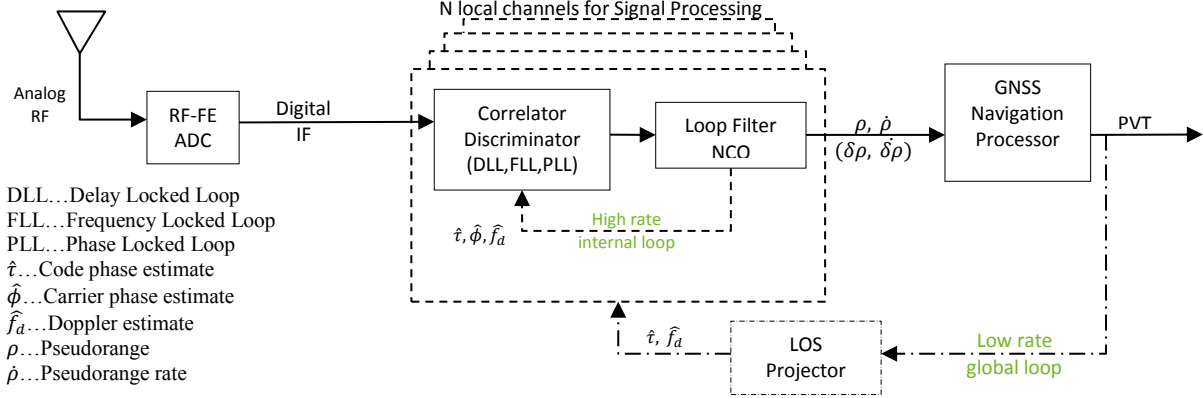 N local channels for Signal Processing
Analog
RF
RF-FE
ADC
Digital
IF
Correlator
Discriminator
(DLL,FLL,PLL)
Loop Filter
NCO
ρ, ρ̇
(δρ, δρ̇)
GNSS
Navigation
Processor
PVT
High rate
internal loop
τ̂, ϕ̂, f̂_d
DLL...Delay Locked Loop
FLL...Frequency Locked Loop
PLL...Phase Locked Loop
τ̂...Code phase estimate
ϕ̂...Carrier phase estimate
f̂_d...Doppler estimate
ρ...Pseudorange
ρ̇...Pseudorange rate
τ̂, f̂_d
LOS
Projector
Low rate
global loop